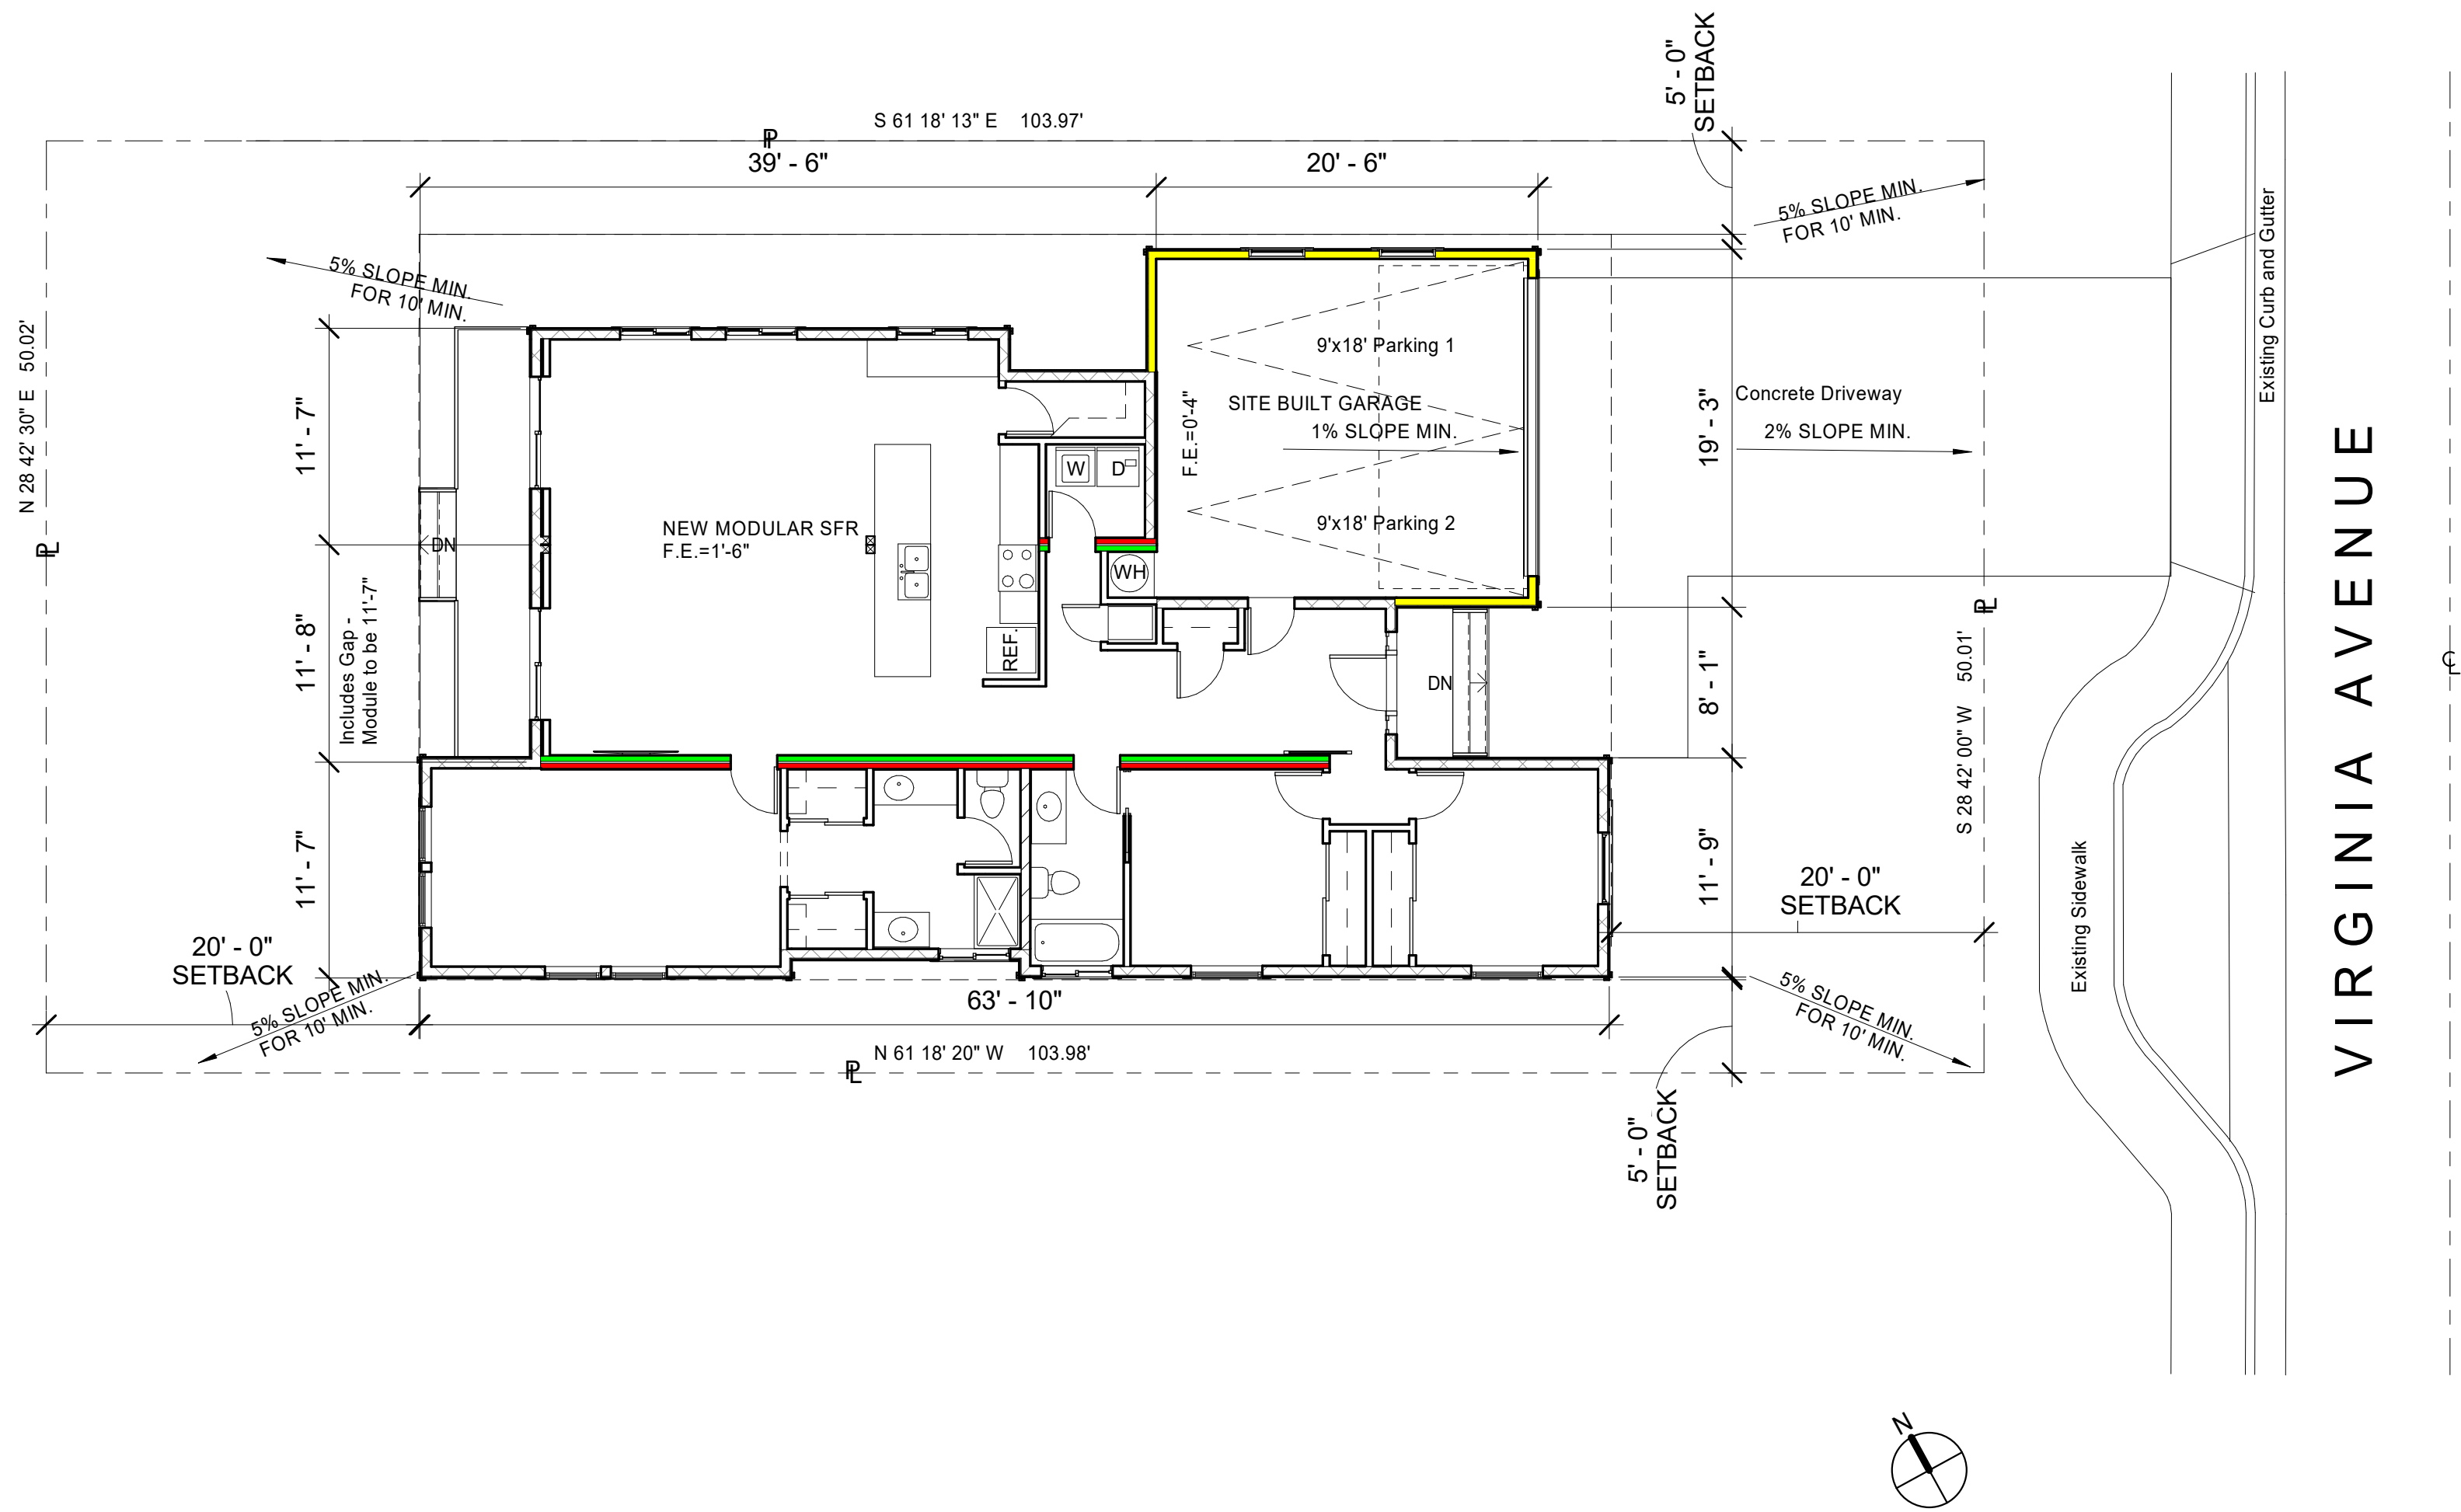 5' - 0"
SETBACK
S 61 18' 13" E 103.97'
PL
39' - 6"
20' - 6"
5% SLOPE MIN.
FOR 10' MIN.
5% SLOPE MIN.
FOR 10' MIN.
Existing Curb and Gutter
N 28 42' 30" E 50.02'
PL
11' - 7"
11' - 8"
Includes Gap -
Module to be 11'-7"
11' - 7"
DN
NEW MODULAR SFR
F.E.=1'-6"
W
D
WH
REF.
F.E.=0'-4"
9'x18' Parking 1
SITE BUILT GARAGE
1% SLOPE MIN.
9'x18' Parking 2
19' - 3"
Concrete Driveway
2% SLOPE MIN.
DN
8' - 1"
11' - 9"
PL
S 28 42' 00" W 50.01'
VIRGINIA AVENUE
CL
Existing Sidewalk
20' - 0"
SETBACK
20' - 0"
SETBACK
5% SLOPE MIN.
FOR 10' MIN.
63' - 10"
5% SLOPE MIN.
FOR 10' MIN.
N 61 18' 20" W 103.98'
PL
5' - 0"
SETBACK
N